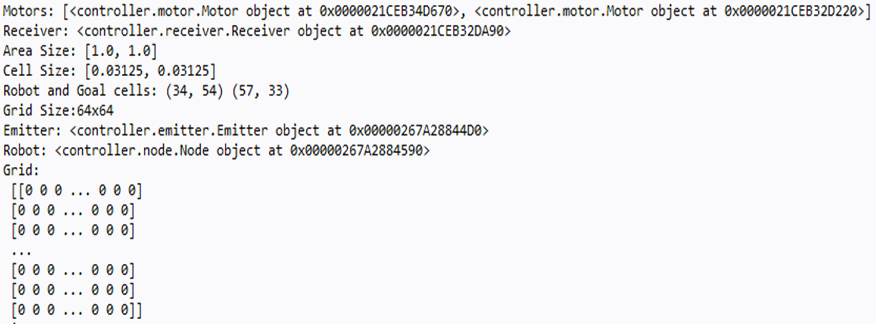 Motors: [<controller.motor.Motor object at 0x0000021CEB34D670>, <controller.motor.Motor object at 0x0000021CEB32D220>]
Receiver: <controller.receiver.Receiver object at 0x0000021CEB32DA90>
Area Size: [1.0, 1.0]
Cell Size: [0.03125, 0.03125]
Robot and Goal cells: (34, 54) (57, 33)
Grid Size:64x64
Emitter: <controller.emitter.Emitter object at 0x00000267A28844D0>
Robot: <controller.node.Node object at 0x00000267A2884590>
Grid:
[[0 0 0 ... 0 0 0]
[0 0 0 ... 0 0 0]
[0 0 0 ... 0 0 0]
...
[0 0 0 ... 0 0 0]
[0 0 0 ... 0 0 0]
[0 0 0 ... 0 0 0]]